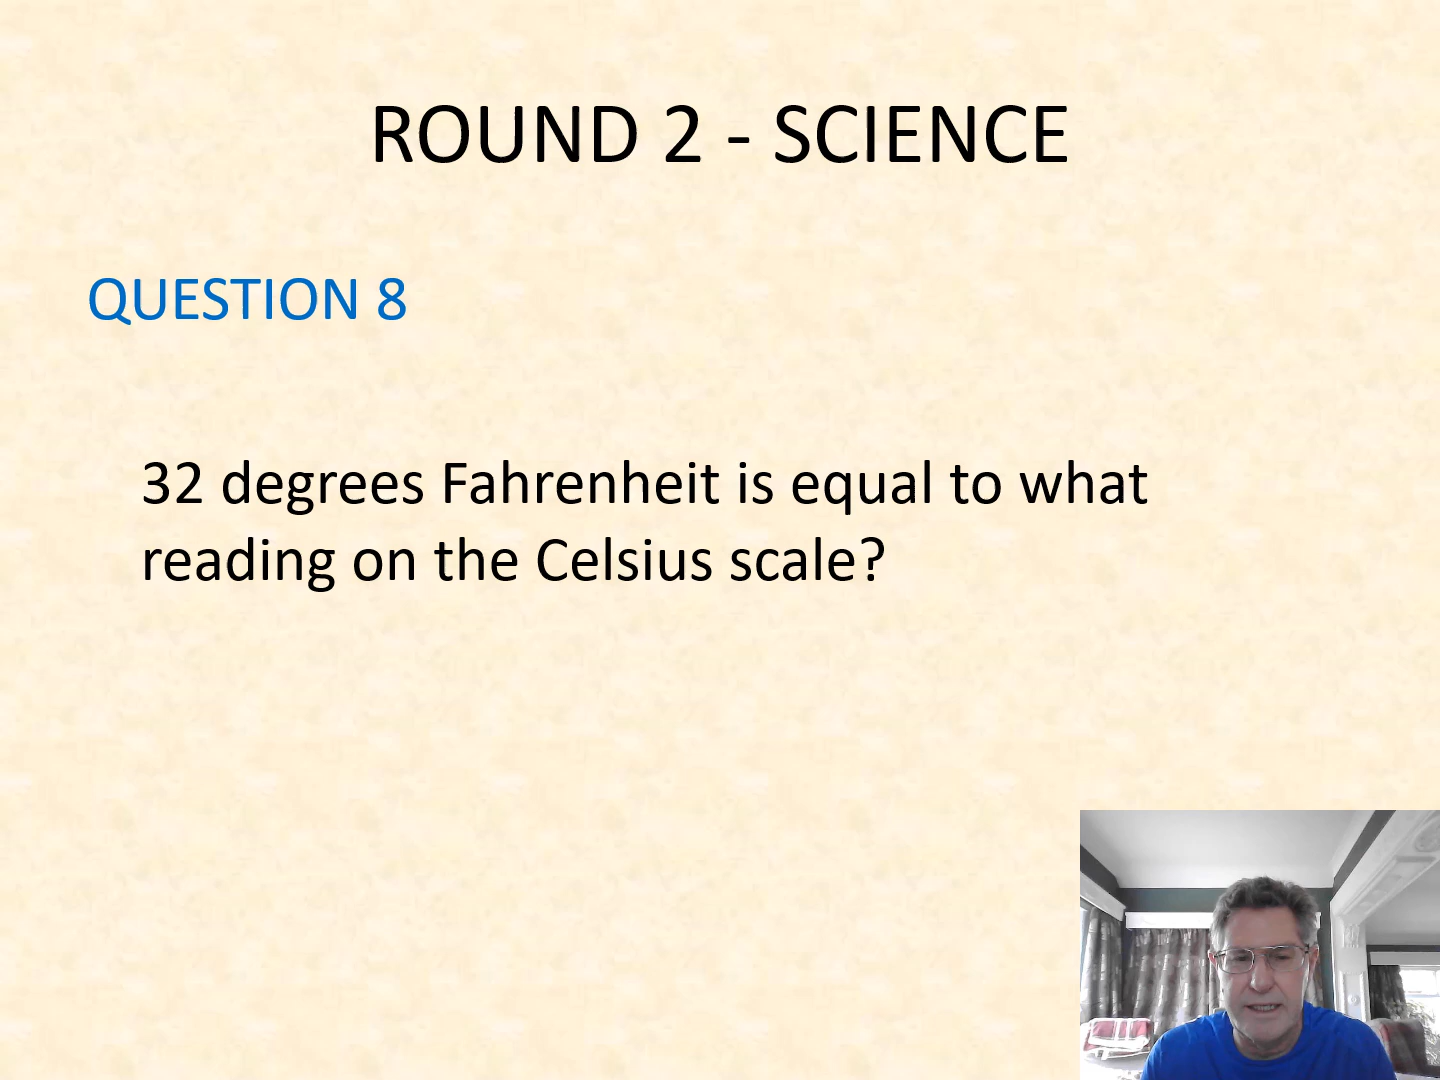 ROUND 2 - SCIENCE
QUESTION 8
32 degrees Fahrenheit is equal to what
reading on the Celsius scale?